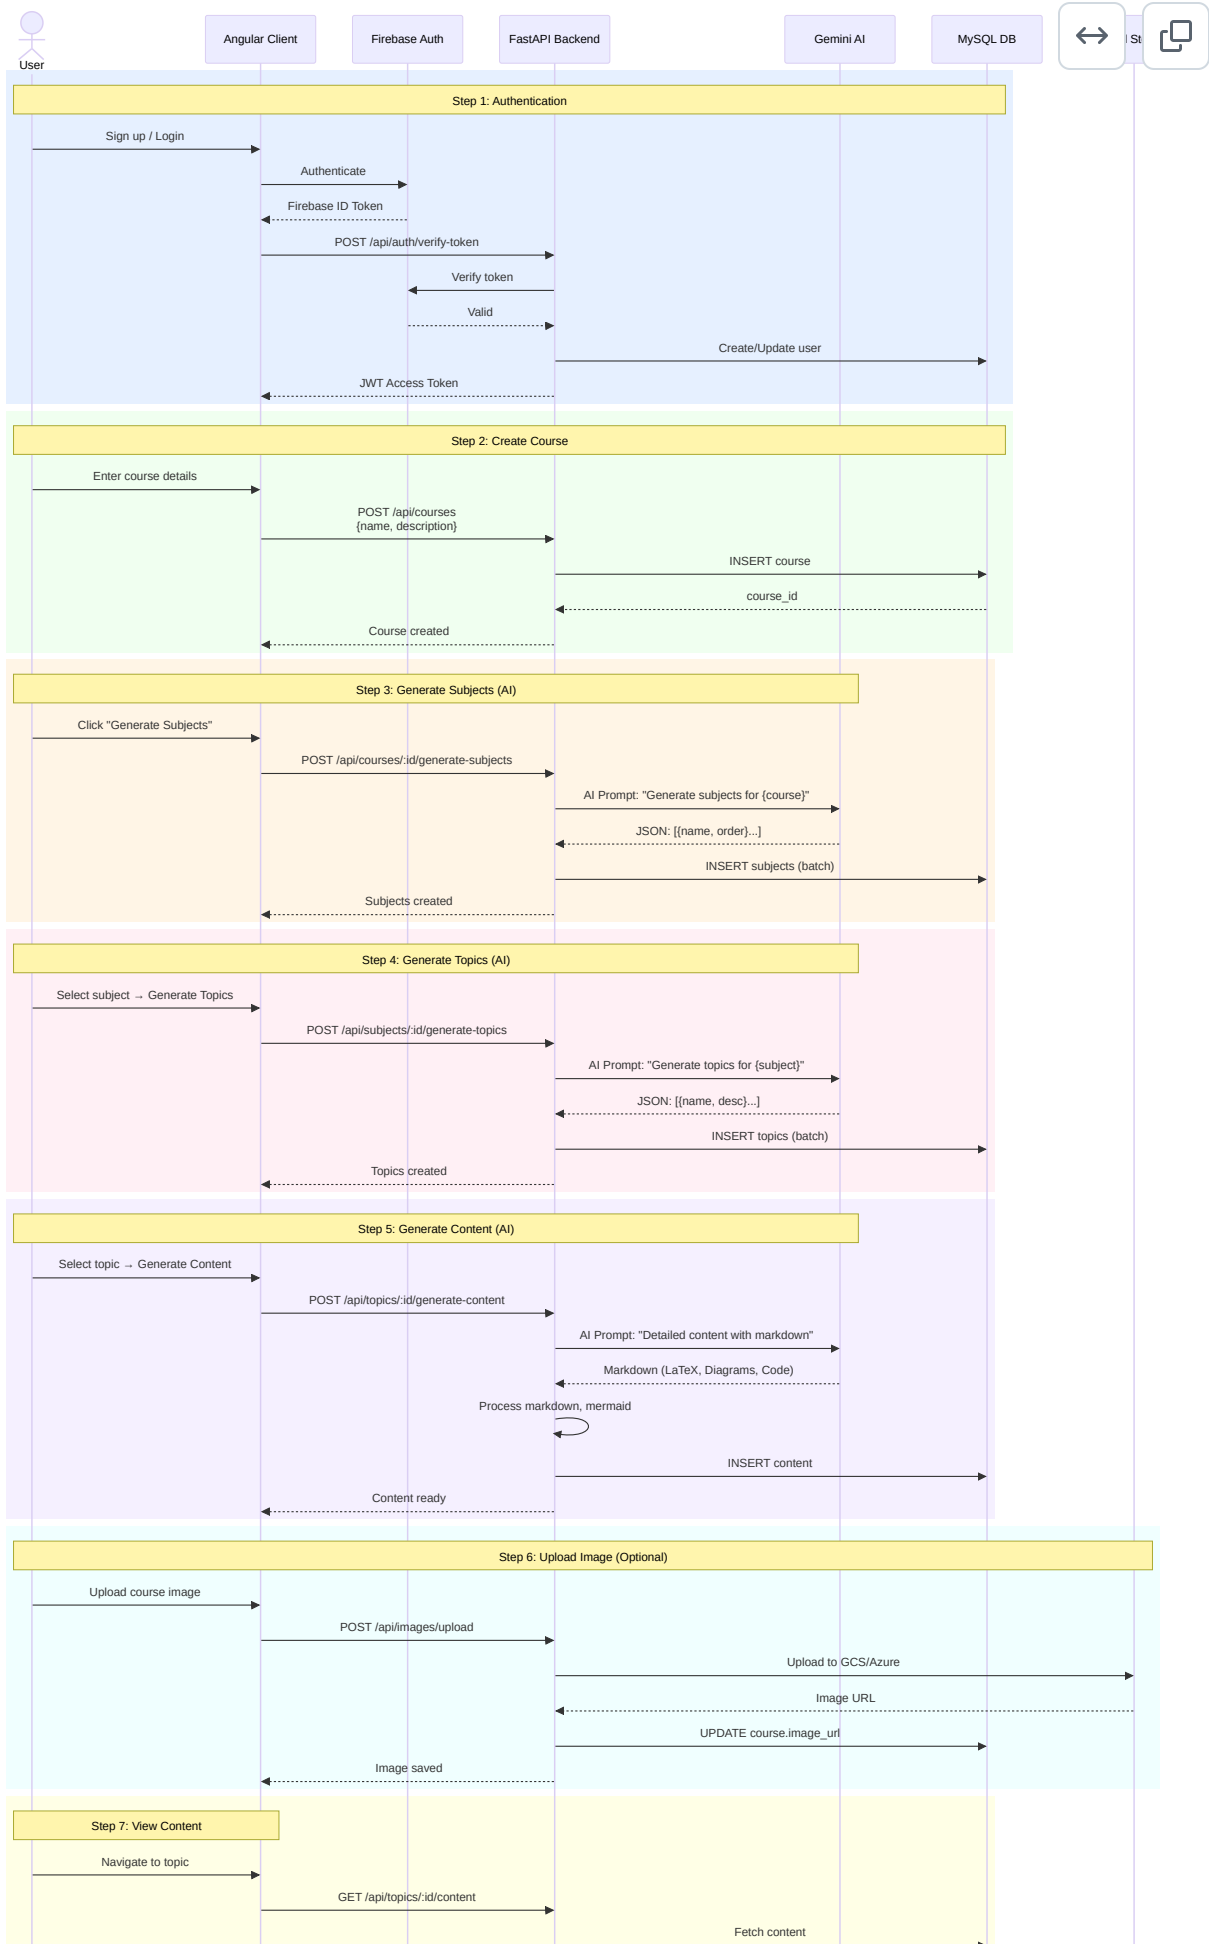 User
Angular Client
Firebase Auth
FastAPI Backend
Gemini AI
MySQL DB
Step 1: Authentication
Sign up / Login
Authenticate
Firebase ID Token
POST /api/auth/verify-token
Verify token
Valid
Create/Update user
JWT Access Token
Step 2: Create Course
Enter course details
POST /api/courses
{name, description}
INSERT course
course_id
Course created
Step 3: Generate Subjects (AI)
Click "Generate Subjects"
POST /api/courses/:id/generate-subjects
AI Prompt: "Generate subjects for {course}"
JSON: [{name, order}...]
INSERT subjects (batch)
Subjects created
Step 4: Generate Topics (AI)
Select subject → Generate Topics
POST /api/subjects/:id/generate-topics
AI Prompt: "Generate topics for {subject}"
JSON: [{name, desc}...]
INSERT topics (batch)
Topics created
Step 5: Generate Content (AI)
Select topic → Generate Content
POST /api/topics/:id/generate-content
AI Prompt: "Detailed content with markdown"
Markdown (LaTeX, Diagrams, Code)
Process markdown, mermaid
INSERT content
Content ready
Step 6: Upload Image (Optional)
Upload course image
POST /api/images/upload
Upload to GCS/Azure
Image URL
UPDATE course.image_url
Image saved
Step 7: View Content
Navigate to topic
GET /api/topics/:id/content
Fetch content